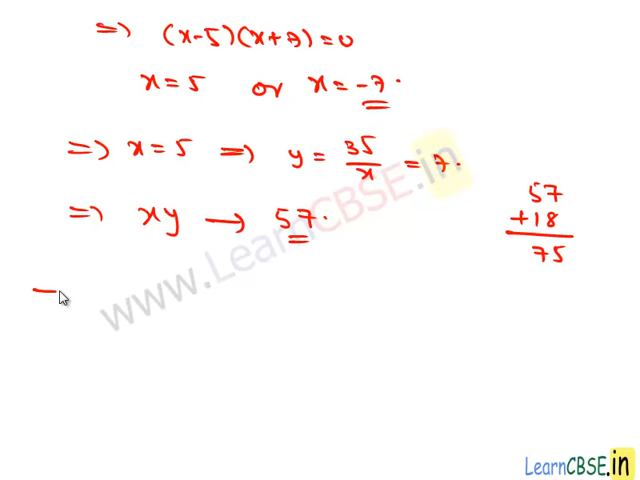 ⇒ (x-5)(x+7)=0
x=5 or x=-7.
⇒ x=5 ⇒ y = 35/x = 7.
⇒ xy → 57.
57
+18
75
www.LearnCBSE.in
LearnCBSE.in